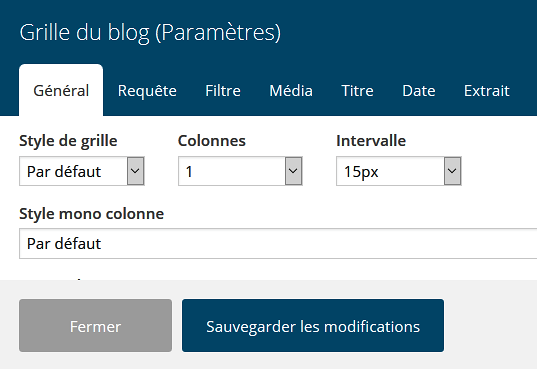 Grille du blog (Paramètres)
Général Requête Filtre Média Titre Date Extrait
Style de grille Colonnes Intervalle
Par défaut 1 15px
Style mono colonne
Par défaut
Fermer Sauvegarder les modifications